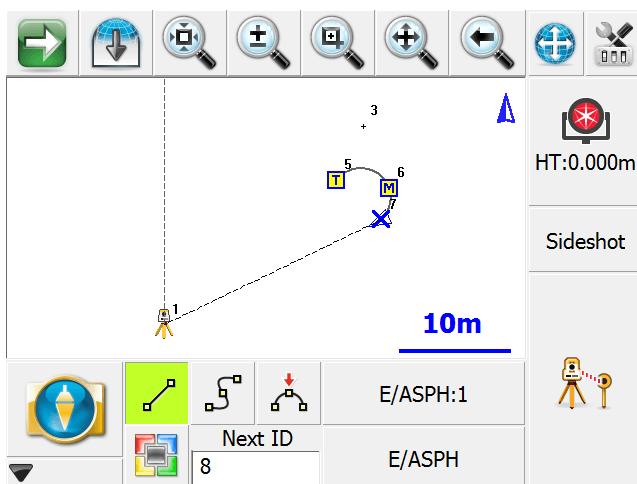 3
HT:0.000m
5
T
6
M
7
Sideshot
1
10m
E/ASPH:1
Next ID
8
E/ASPH